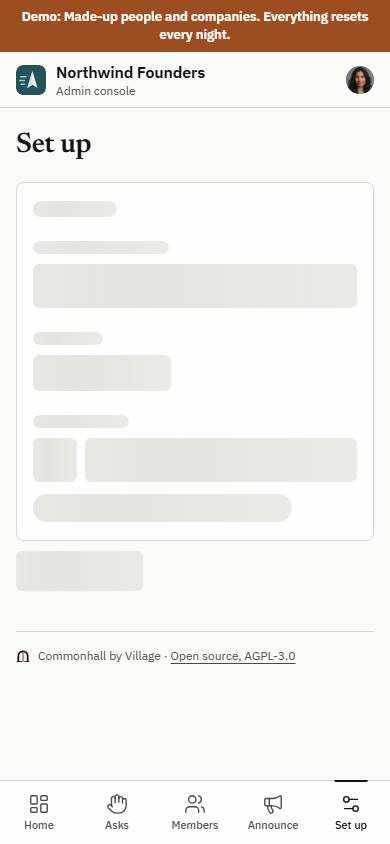 Demo: Made-up people and companies. Everything resets
every night.
Northwind Founders
Admin console
Set up
Commonhall by Village · Open source, AGPL-3.0
Home
Asks
Members
Announce
Set up